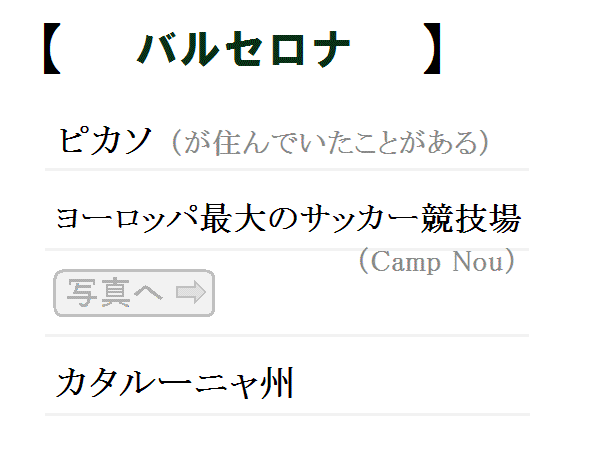 【 バルセロナ 】
ピカソ（が住んでいたことがある）
ヨーロッパ最大のサッカー競技場
（Camp Nou）
写真へ ⇨
カタルーニャ州